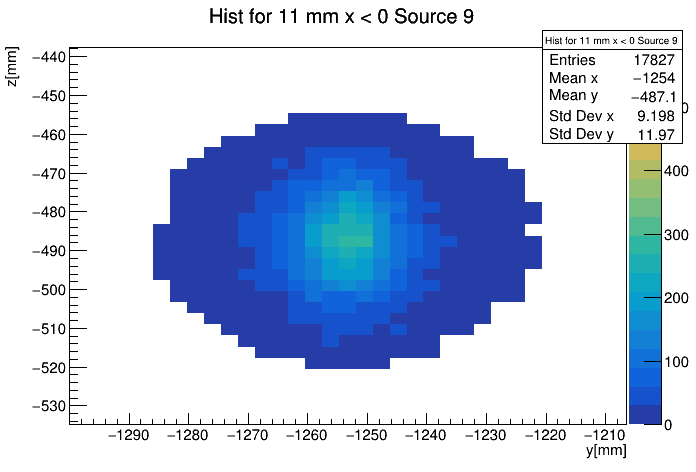 Hist for 11 mm x < 0 Source 9
Hist for 11 mm x < 0 Source 9
Entries 17827
Mean x −1254
Mean y −487.1
Std Dev x 9.198
Std Dev y 11.97
z[mm]
−440
−450
−460
−470
−480
−490
−500
−510
−520
−530
400
300
200
100
0
−1290 −1280 −1270 −1260 −1250 −1240 −1230 −1220 −1210
y[mm]